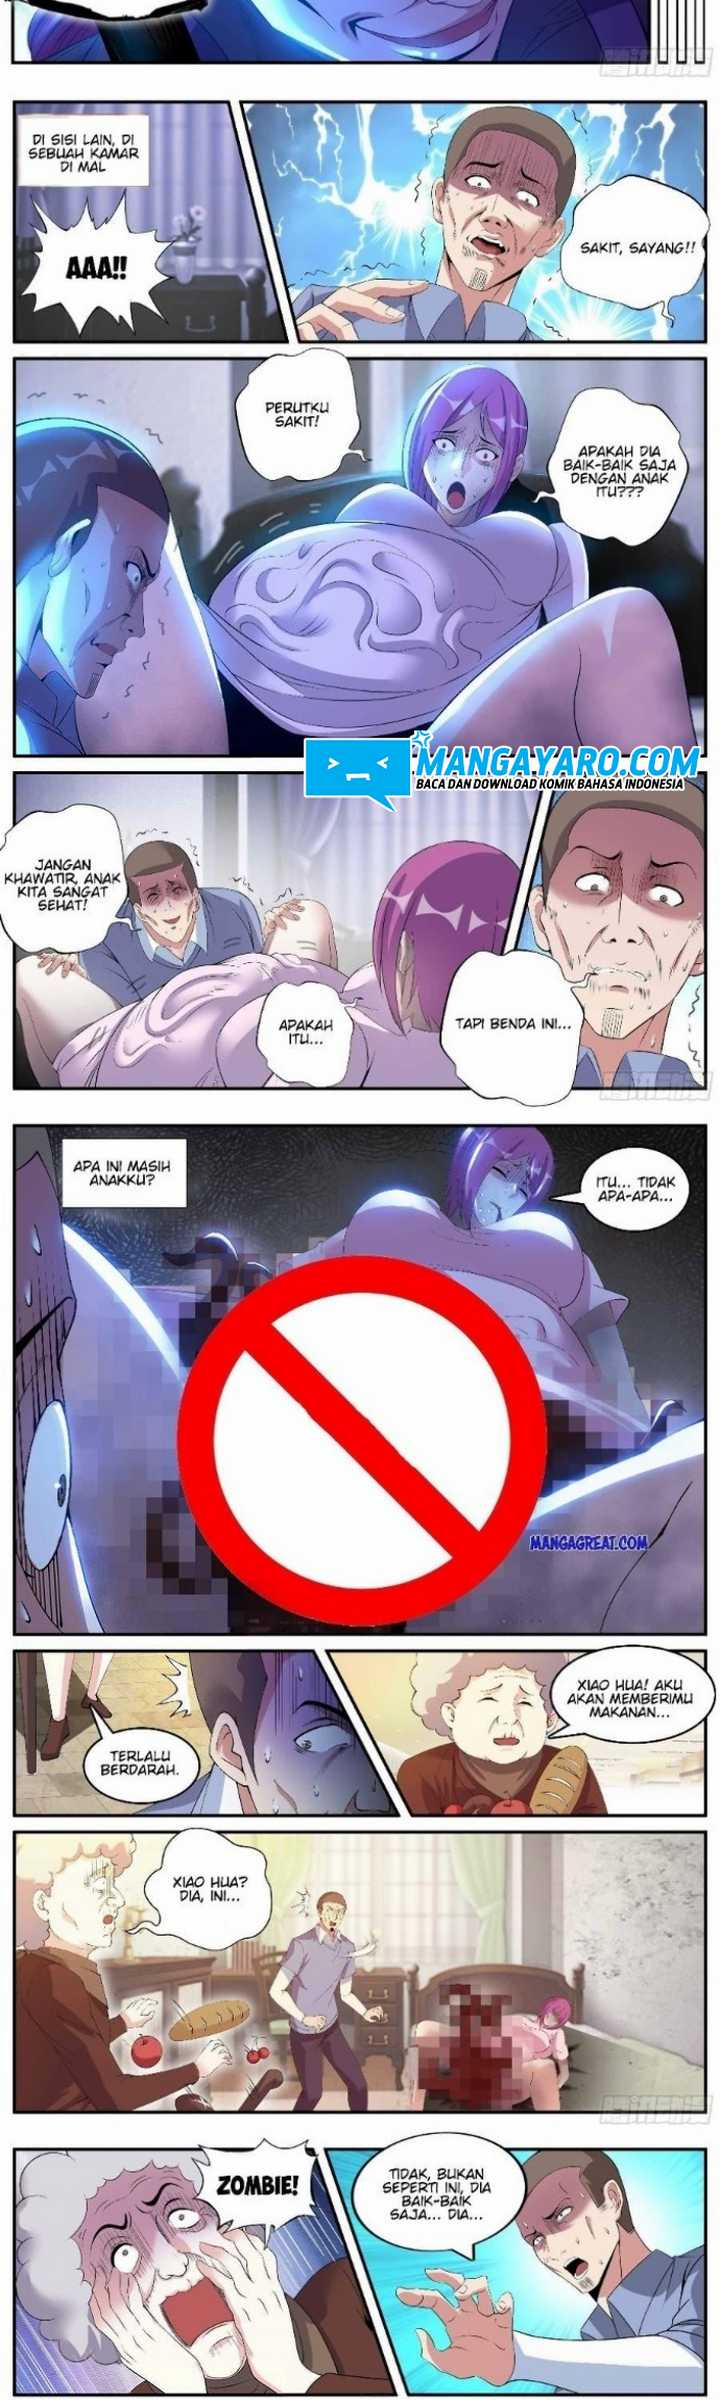 DI SISI LAIN, DI
SEBUAH KAMAR
DI MAL
AAA!!
SAKIT, SAYANG!!
PERUTKU
SAKIT!
APAKAH DIA
BAIK-BAIK SAJA
DENGAN ANAK
ITU???
MANGAYARO.COM
BACA DAN DOWNLOAD KOMIK BAHASA INDONESIA
JANGAN
KHAWATIR, ANAK
KITA SANGAT
SEHAT!
APAKAH
ITU...
TAPI BENDA INI...
APA INI MASIH
ANAKKU?
ITU... TIDAK
APA-APA...
MANGAGREAT.COM
TERLALU
BERDARAH.
XIAO HUA! AKU
AKAN MEMBERIMU
MAKANAN...
XIAO HUA?
DIA, INI...
ZOMBIE!
TIDAK, BUKAN
SEPERTI INI, DIA
BAIK-BAIK
SAJA... DIA...